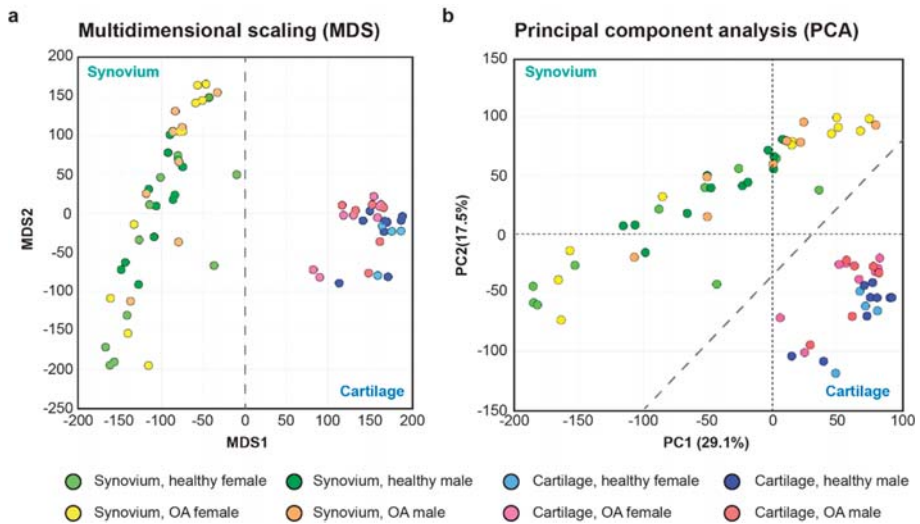 a
Multidimensional scaling (MDS)
200
150
100
50
0
-50
-100
-150
-200
-250
MDS2
Synovium
Cartilage
-200 -150 -100 -50 0 50 100 150 200
MDS1
b
Principal component analysis (PCA)
150
100
50
0
-50
-100
-150
PC2(17.5%)
Synovium
Cartilage
-200 -150 -100 -50 0 50 100
PC1 (29.1%)
Synovium, healthy female
Synovium, healthy male
Cartilage, healthy female
Cartilage, healthy male
Synovium, OA female
Synovium, OA male
Cartilage, OA female
Cartilage, OA male